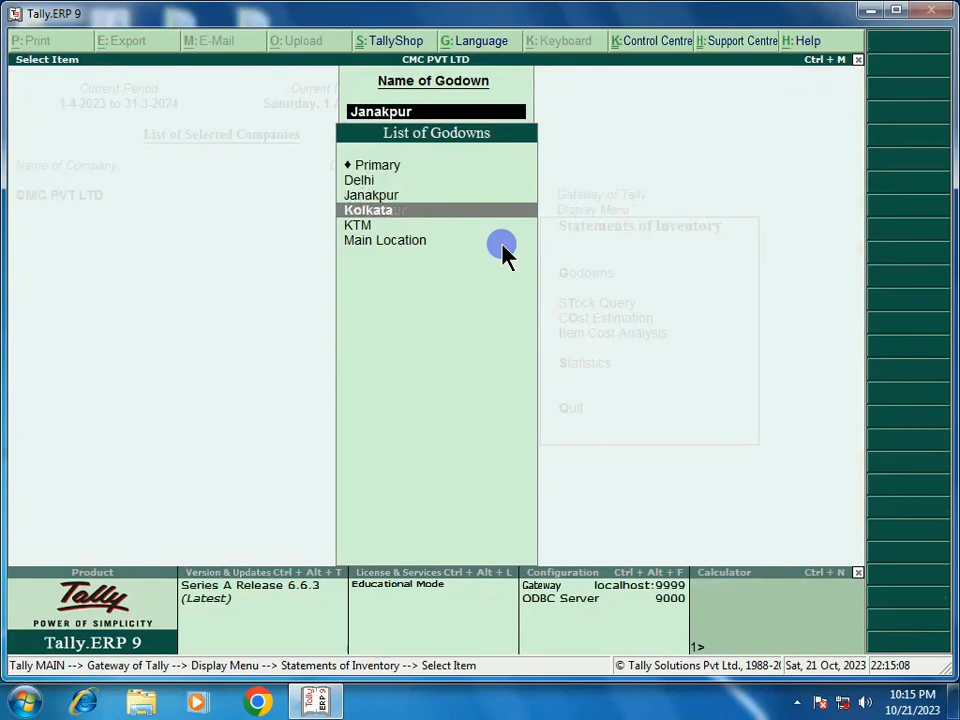 Tally.ERP 9
P: Print
E: Export
M: E-Mail
O: Upload
S: TallyShop
G: Language
K: Keyboard
K: Control Centre
H: Support Centre
H: Help
Select Item
CMC PVT LTD
Ctrl + M
Current Period
1-4-2023 to 31-3-2024
Current D
Saturday, 1
List of Selected Companies
Name of Company
CMC PVT LTD
Name of Godown
Janakpur
List of Godowns
♦ Primary
Delhi
Janakpur
Kolkata
KTM
Main Location
Gateway of Tally
Display Menu
Statements of Inventory
Godowns
STock Query
COst Estimation
Item Cost Analysis
Statistics
Quit
Product
Tally
POWER OF SIMPLICITY
Tally.ERP 9
Version & Updates Ctrl + Alt + T
Series A Release 6.6.3
(Latest)
License & Services Ctrl + Alt + L
Educational Mode
Configuration Ctrl + Alt + F
Gateway localhost:9999
ODBC Server 9000
Calculator Ctrl + N
1>
Tally MAIN --> Gateway of Tally --> Display Menu --> Statements of Inventory --> Select Item
© Tally Solutions Pvt Ltd., 1988-20
Sat, 21 Oct, 2023
22:15:08
10:15 PM
10/21/2023